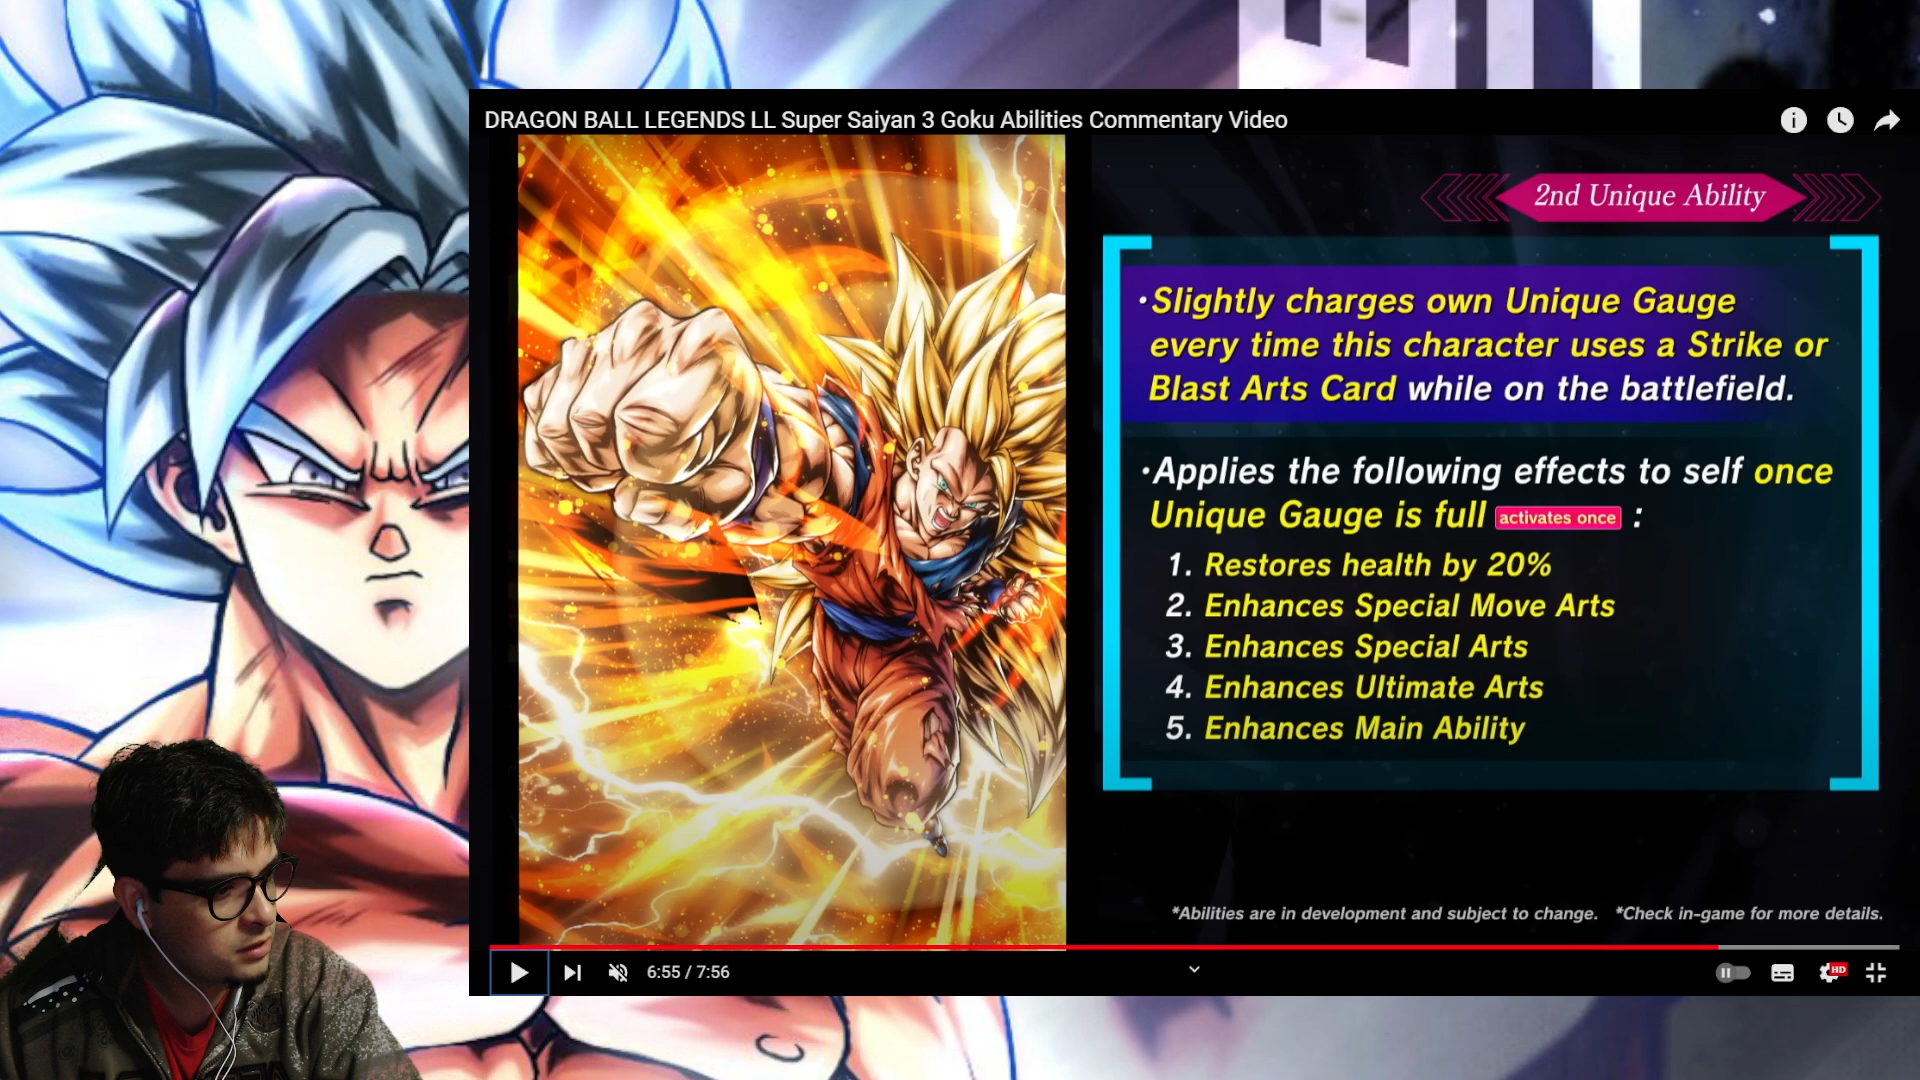 DRAGON BALL LEGENDS LL Super Saiyan 3 Goku Abilities Commentary Video
2nd Unique Ability
•Slightly charges own Unique Gauge
every time this character uses a Strike or
Blast Arts Card while on the battlefield.
•Applies the following effects to self once
Unique Gauge is full activates once :
1. Restores health by 20%
2. Enhances Special Move Arts
3. Enhances Special Arts
4. Enhances Ultimate Arts
5. Enhances Main Ability
*Abilities are in development and subject to change. *Check in-game for more details.
6:55 / 7:56
HD